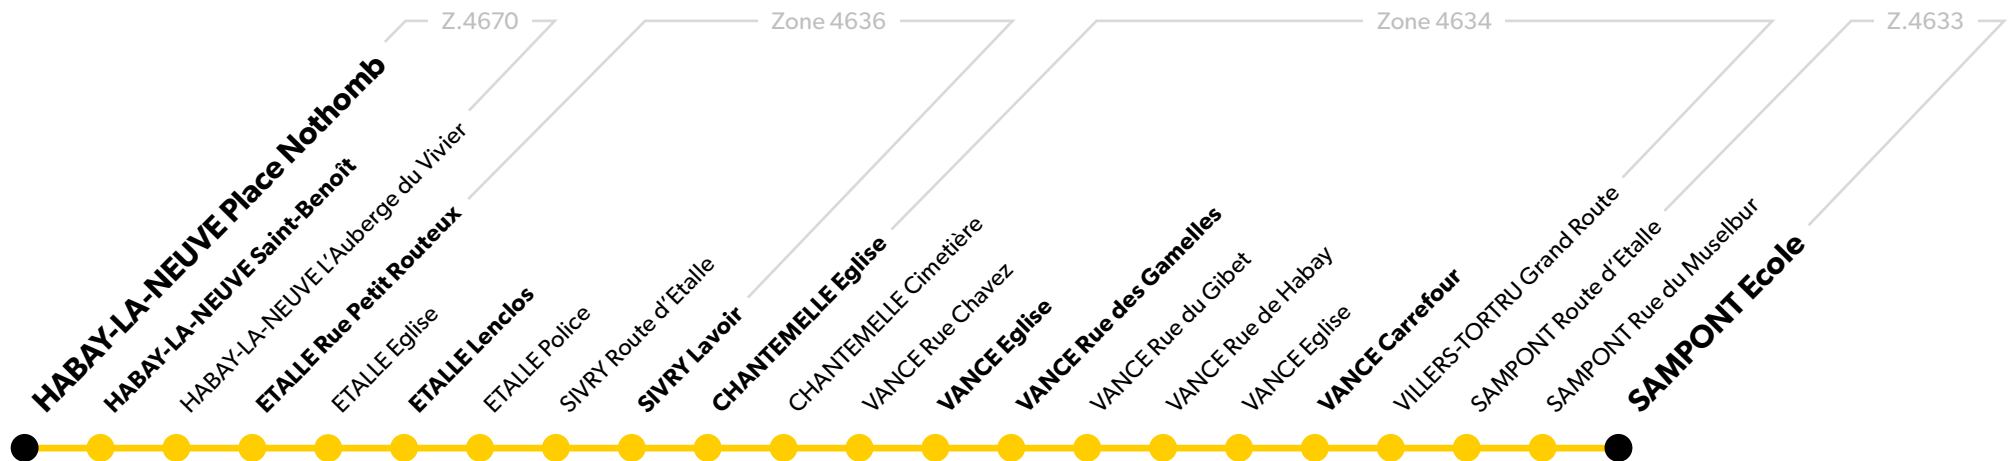 Z.4670
Zone 4636
Zone 4634
Z.4633
HABAY-LA-NEUVE Place Nothomb
HABAY-LA-NEUVE Saint-Benoît
HABAY-LA-NEUVE L'Auberge du Vivier
ETALLE Rue Petit Routeux
ETALLE Eglise
ETALLE Lenclos
ETALLE Police
SIVRY Route d'Etalle
SIVRY Lavoir
CHANTEMELLE Eglise
CHANTEMELLE Cimetière
VANCE Rue Chavez
VANCE Eglise
VANCE Rue des Gamelles
VANCE Rue du Gibet
VANCE Rue de Habay
VANCE Eglise
VANCE Carrefour
VILLERS-TORTRU Grand Route
SAMPONT Route d'Etalle
SAMPONT Rue du Muselbur
SAMPONT Ecole